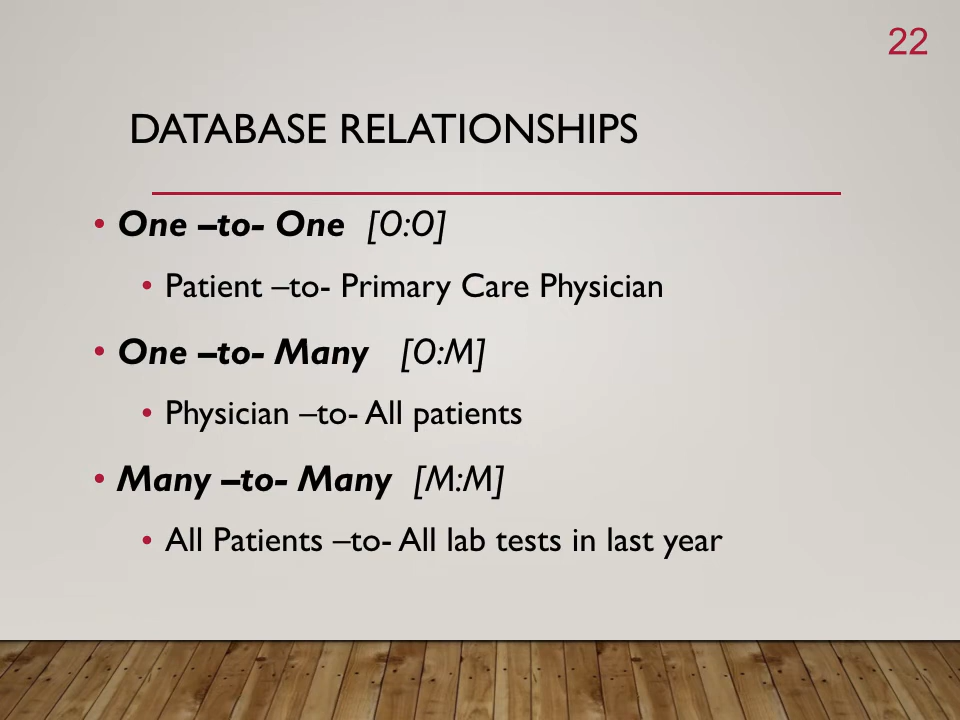 22
DATABASE RELATIONSHIPS
• One –to- One [O:O]
• Patient –to- Primary Care Physician
• One –to- Many [O:M]
• Physician –to- All patients
• Many –to- Many [M:M]
• All Patients –to- All lab tests in last year